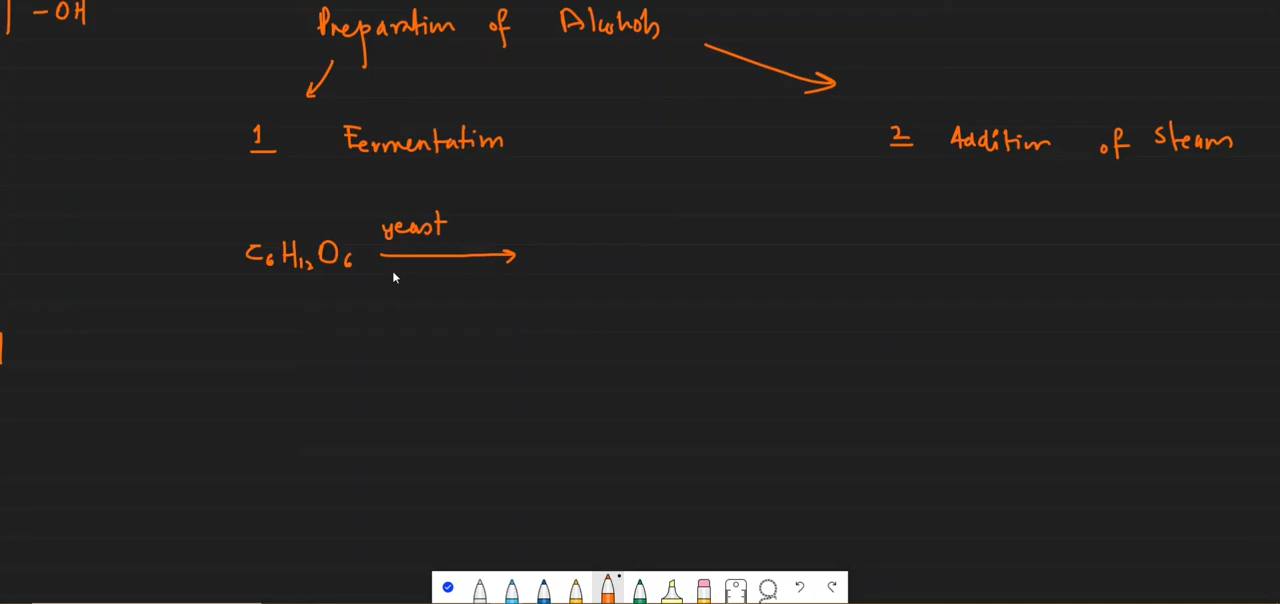 -OH
Preparation of Alcohols
1 Fermentation
2 Addition of Steam
yeast
C₆H₁₂O₆